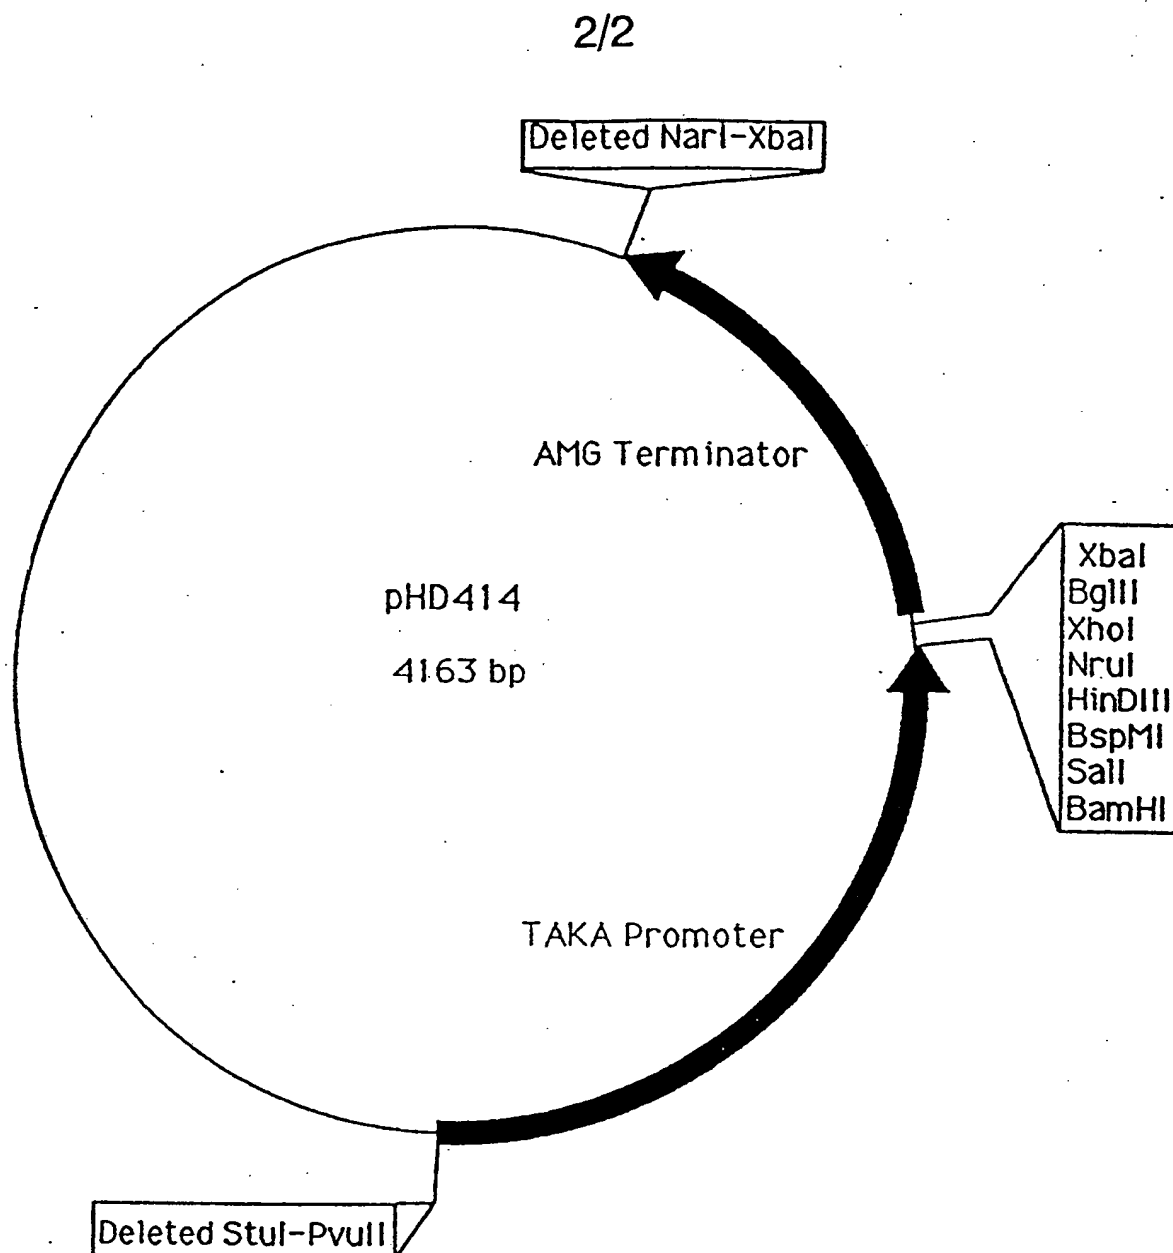 2/2
Deleted NarI-XbaI
AMG Terminator
pHD414
4163 bp
XbaI
BglII
XhoI
NruI
HinDIII
BspMI
SalI
BamHI
TAKA Promoter
Deleted StuI-PvuII